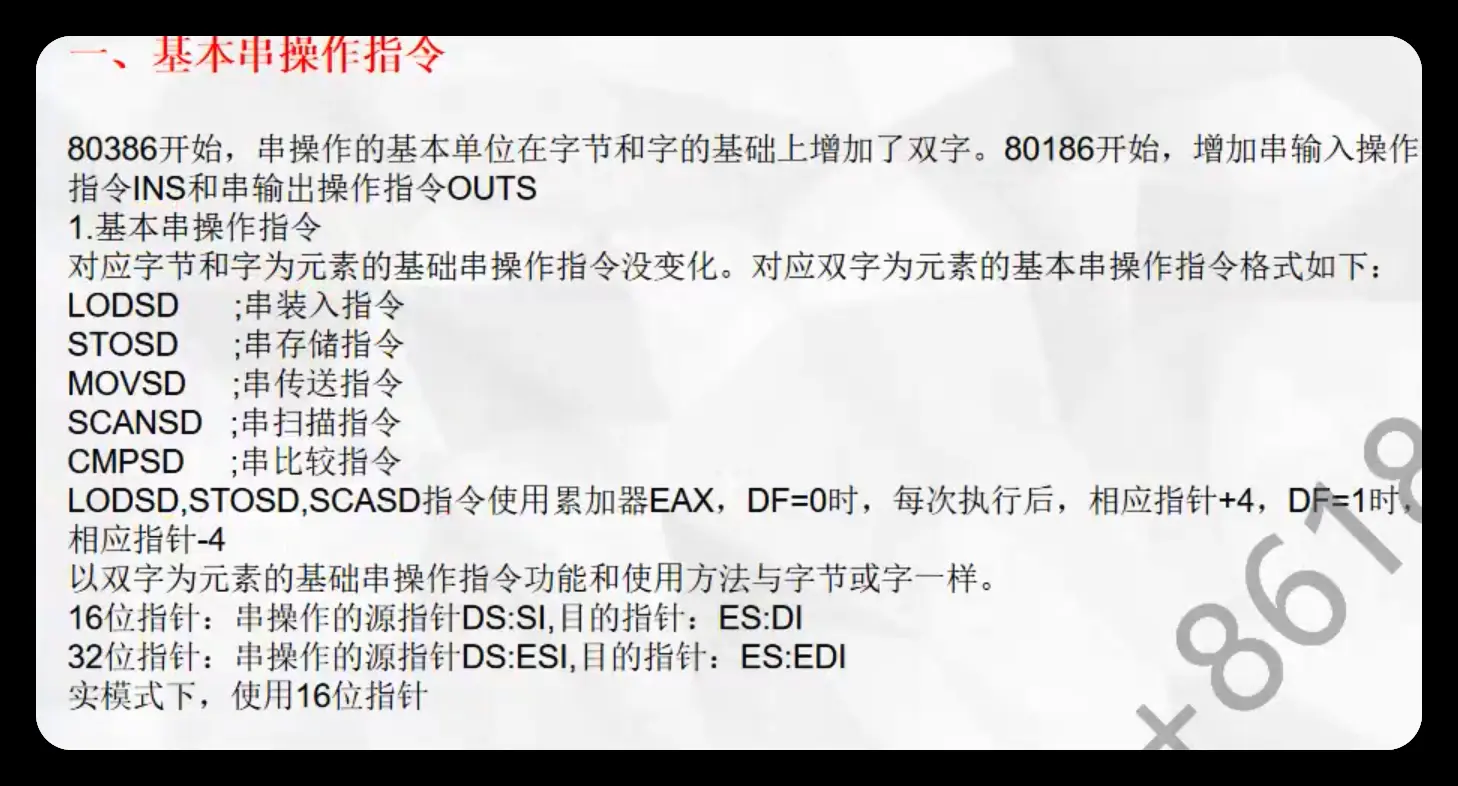 一、基本串操作指令
80386开始，串操作的基本单位在字节和字的基础上增加了双字。80186开始，增加串输入操作
指令INS和串输出操作指令OUTS
1.基本串操作指令
对应字节和字为元素的基础串操作指令没变化。对应双字为元素的基本串操作指令格式如下：
LODSD ;串装入指令
STOSD ;串存储指令
MOVSD ;串传送指令
SCANSD ;串扫描指令
CMPSD ;串比较指令
LODSD,STOSD,SCASD指令使用累加器EAX，DF=0时，每次执行后，相应指针+4，DF=1时，
相应指针-4
以双字为元素的基础串操作指令功能和使用方法与字节或字一样。
16位指针：串操作的源指针DS:SI,目的指针：ES:DI
32位指针：串操作的源指针DS:ESI,目的指针：ES:EDI
实模式下，使用16位指针
+8618